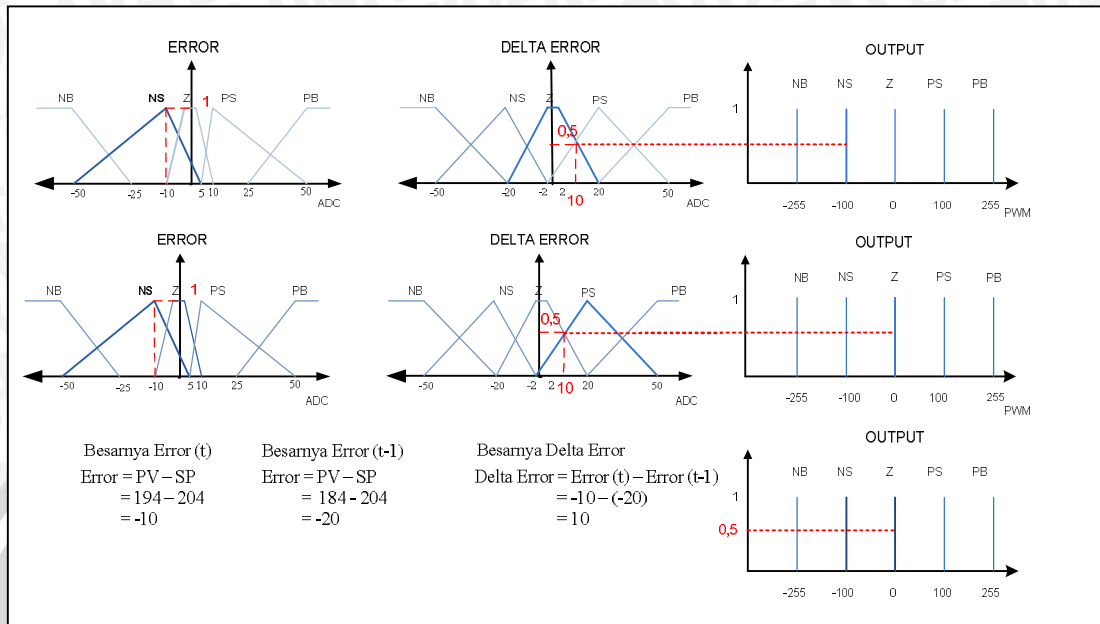 ERROR
DELTA ERROR
OUTPUT
NB NS Z 1 PS PB
NB NS Z PS PB
NB NS Z PS PB
1
0,5
-50 -25 -10 5 10 25 50
ADC
-50 -20 -2 2 20 50
ADC
10
-255 -100 0 100 255 PWM
ERROR
DELTA ERROR
OUTPUT
NB NS Z 1 PS PB
NB NS Z PS PB
NB NS Z PS PB
1
0,5
-50 -25 -10 5 10 25 50
ADC
-50 -20 -2 2 20 50
ADC
10
-255 -100 0 100 255
PWM
Besarnya Error (t)
Error = PV – SP
= 194 – 204
= -10
Besarnya Error (t-1)
Error = PV – SP
= 184 - 204
= -20
Besarnya Delta Error
Delta Error = Error (t) – Error (t-1)
= -10 – (-20)
= 10
OUTPUT
NB NS Z PS PB
1
0,5
-255 -100 0 100 255